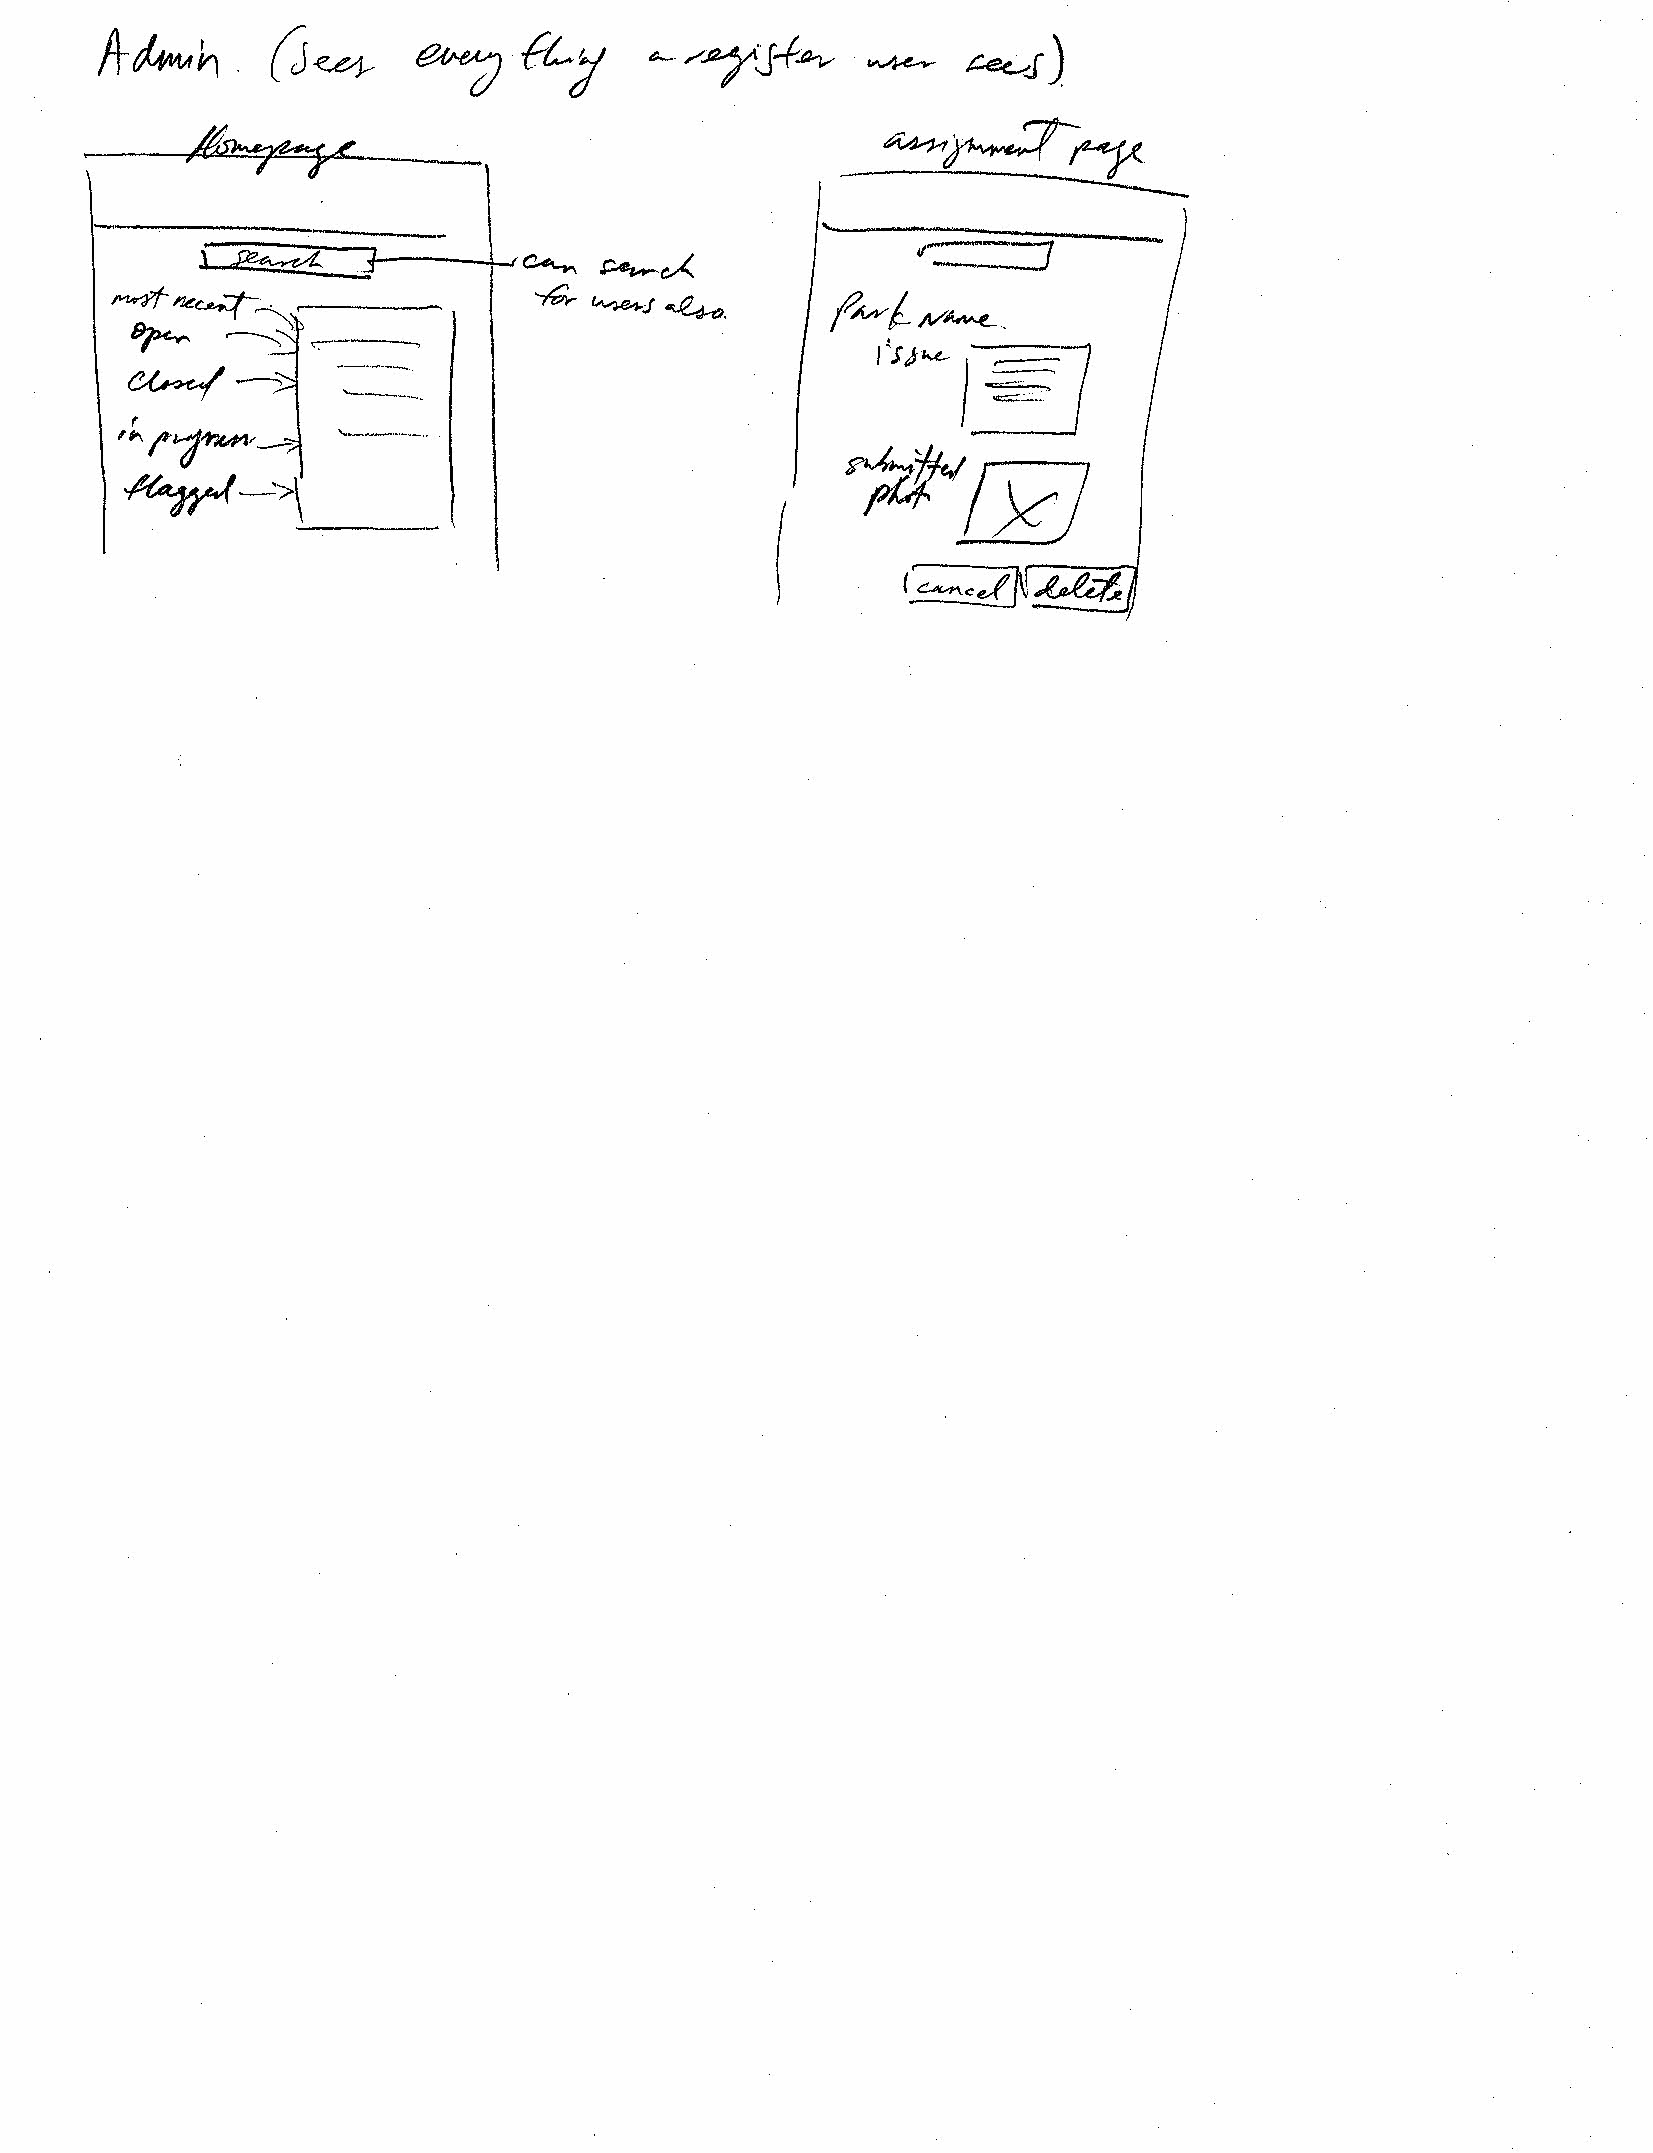 Admin. (sees everything a register user sees)
Homepage
search
can search
for users also.
most recent
open
closed
in progress
flagged
assignment page
Park Name.
issue
submitted
phot
cancel
delete